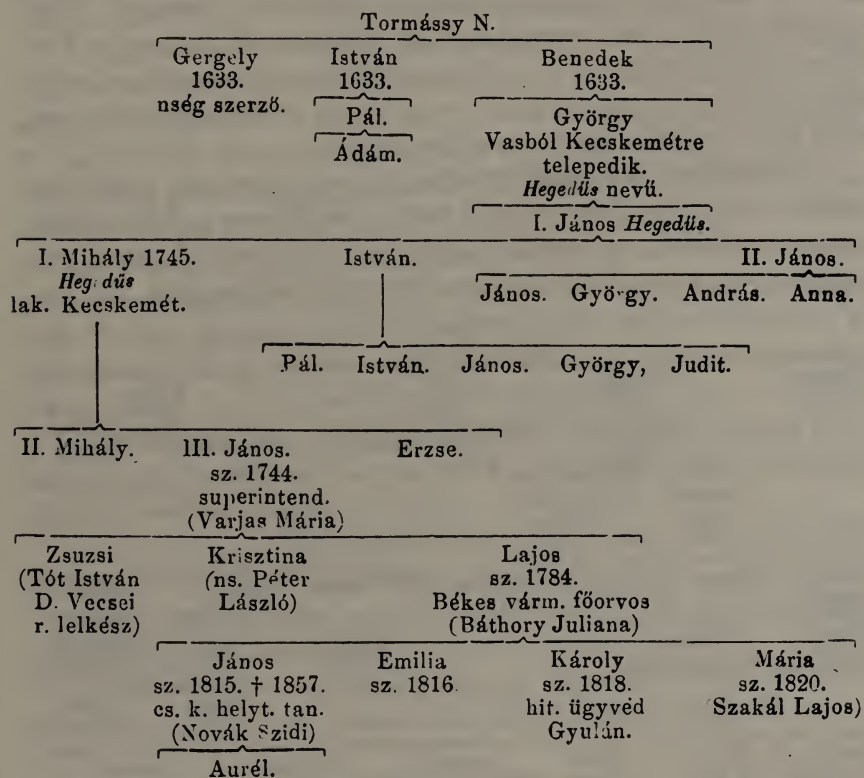 Tormássy N.
Gergely István Benedek
1633. 1633. 1633.
nség szerző. Pál. György
Ádám. Vasból Kecskemétre
telepedik.
Hegedüs nevü.
I. János Hegedüs.
I. Mihály 1745. István. II. János.
Hegedűs János. György. András. Anna.
lak. Kecskemét.
Pál. István. János. György, Judit.
II. Mihály. III. János. Erzse.
sz. 1744.
superintend.
(Varjas Mária)
Zsuzsi Krisztina Lajos
(Tót István (ns. Péter sz. 1784.
D. Vecsei László) Békes várm. főorvos
r. lelkész) (Báthory Juliana)
János Emilia Károly Mária
sz. 1815. † 1857. sz. 1816. sz. 1818. sz. 1820.
cs. k. helyt. tan. hit. ügyvéd Szakál Lajos)
(Novák Szidi) Gyulán.
Aurél.